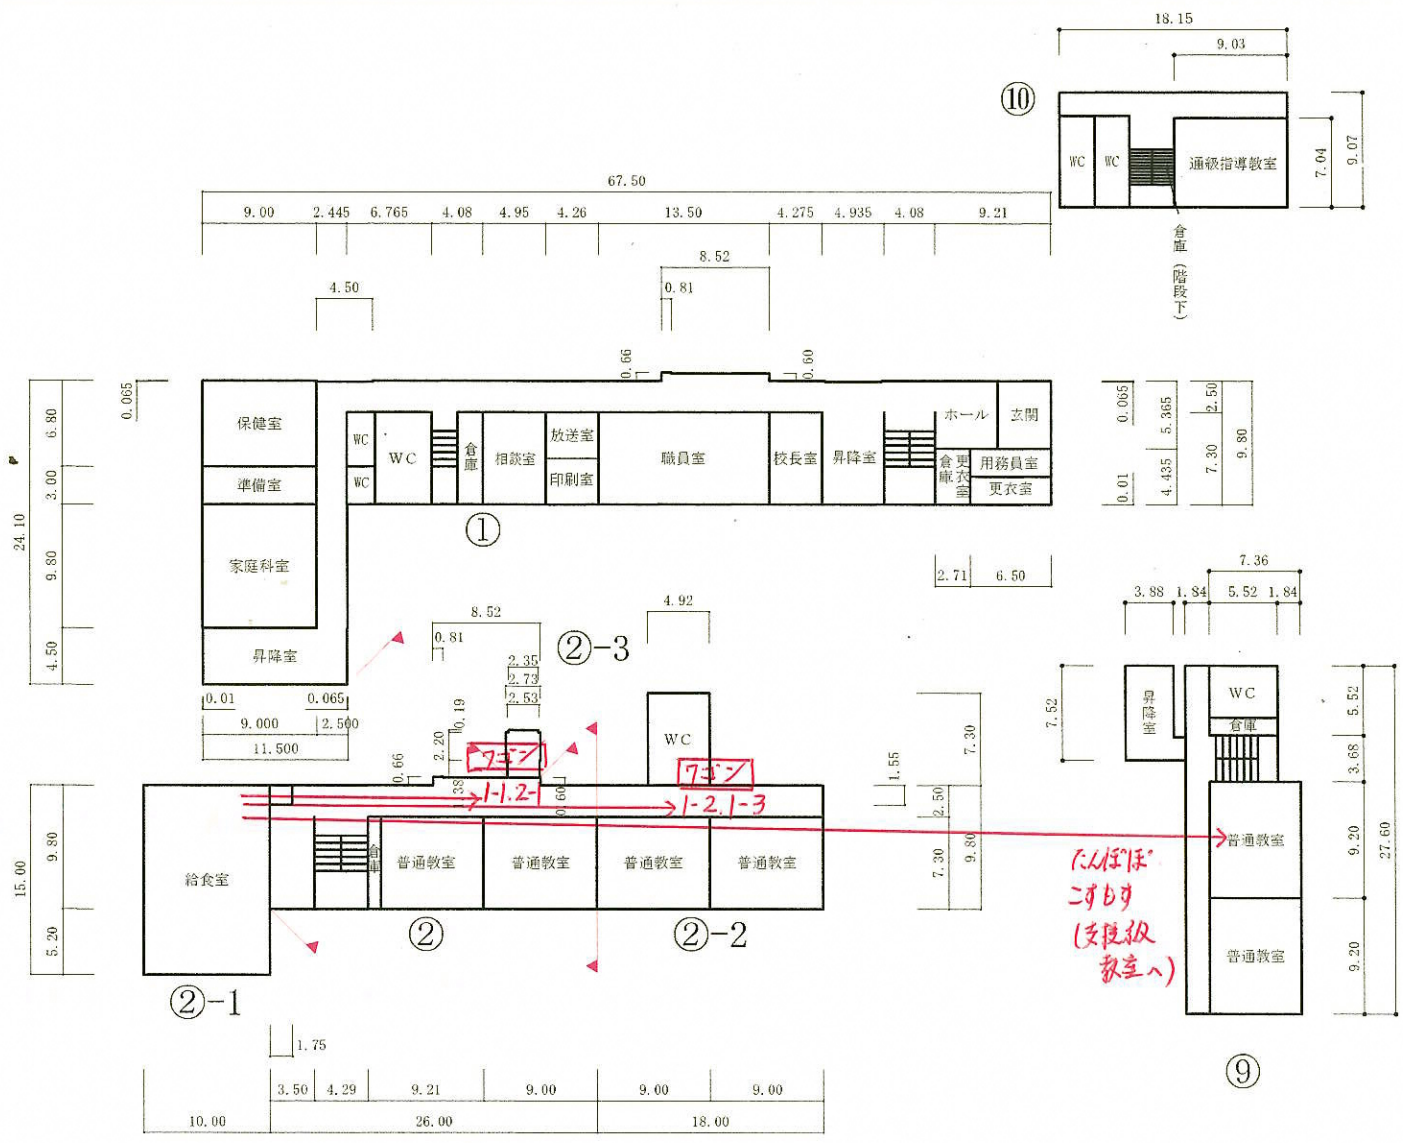 18.15
9.03
⑩
WC
WC
通級指導教室
7.04
9.07
倉庫(階段下)
67.50
9.00 2.445 6.765 4.08 4.95 4.26 13.50 4.275 4.935 4.08 9.21
8.52
4.50
0.81
0.66
0.60
0.065
6.80
3.00
24.10
9.80
4.50
保健室
準備室
家庭科室
昇降室
WC
WC
WC
倉庫
相談室
放送室
印刷室
職員室
校長室
昇降室
ホール
玄関
倉庫
更衣室
用務員室
更衣室
①
0.065
0.01
5.365
4.435
2.50
7.30
9.80
2.71 6.50
0.01 0.065
9.000 2.500
11.500
8.52
0.81
②-3
2.35
2.73
2.53
4.92
0.19
2.20
0.66
.38
0.60
ワゴン
WC
ワゴン
1-1.2-1
1-2.1-3
1.55
7.30
2.50
7.30
9.80
15.00
9.80
5.20
給食室
倉庫
普通教室
普通教室
普通教室
普通教室
②
②-2
②-1
1.75
3.50 4.29 9.21 9.00 9.00 9.00
10.00 26.00 18.00
7.36
3.88 1.84 5.52 1.84
7.52
昇降室
WC
倉庫
普通教室
普通教室
5.52
3.68
9.20
9.20
27.60
たんぽぽ
こすもす
(支援級
教室へ)
⑨